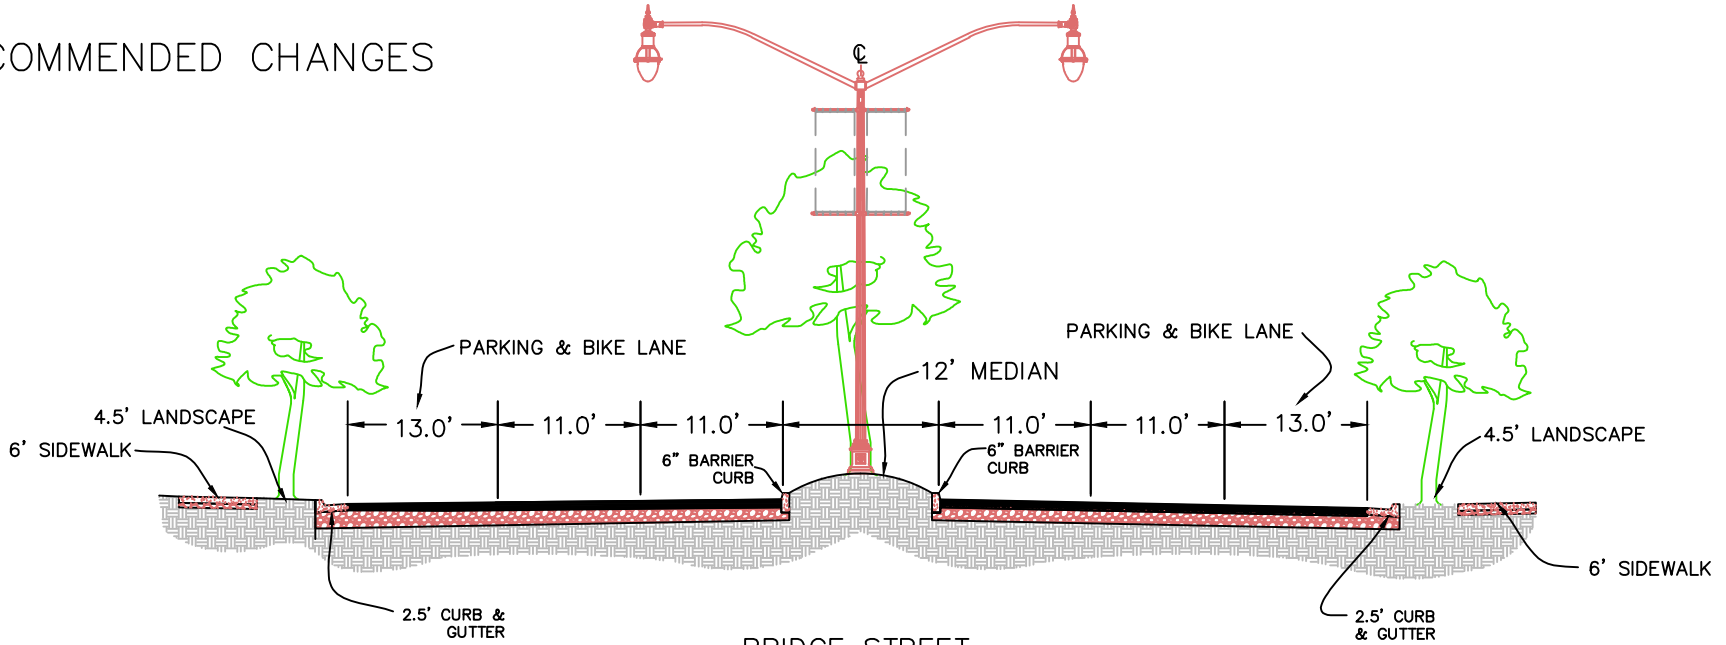 COMMENDED CHANGES
℄
PARKING & BIKE LANE
PARKING & BIKE LANE
12' MEDIAN
4.5' LANDSCAPE
13.0'
11.0'
11.0'
11.0'
11.0'
13.0'
6' SIDEWALK
4.5' LANDSCAPE
6" BARRIER
CURB
6" BARRIER
CURB
6' SIDEWALK
2.5' CURB &
GUTTER
2.5' CURB
& GUTTER
BRIDGE STREET